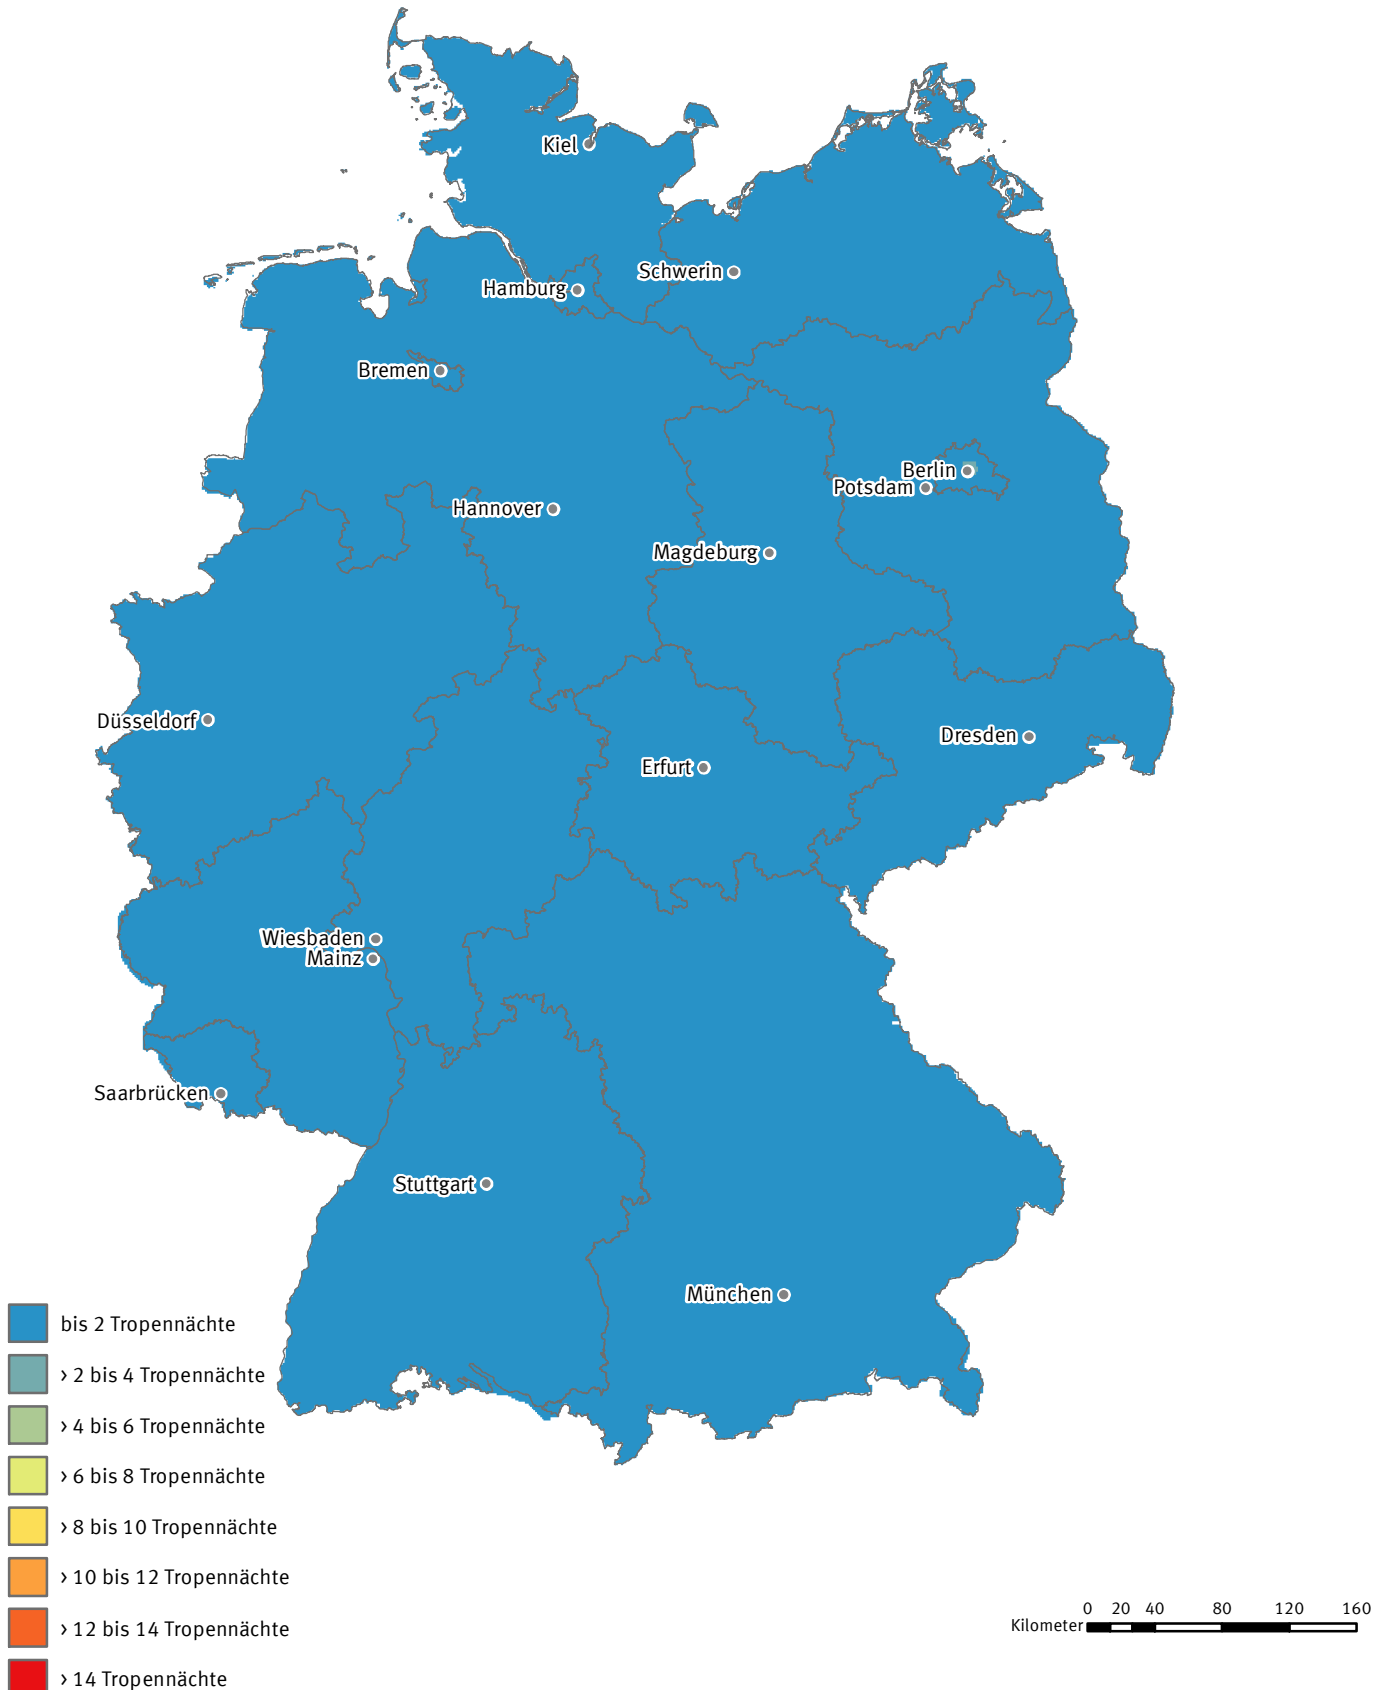 Kiel
Schwerin
Hamburg
Bremen
Berlin
Potsdam
Hannover
Magdeburg
Düsseldorf
Dresden
Erfurt
Wiesbaden
Mainz
Saarbrücken
Stuttgart
München
bis 2 Tropennächte
> 2 bis 4 Tropennächte
> 4 bis 6 Tropennächte
> 6 bis 8 Tropennächte
> 8 bis 10 Tropennächte
> 10 bis 12 Tropennächte
> 12 bis 14 Tropennächte
> 14 Tropennächte
0 20 40 80 120 160
Kilometer